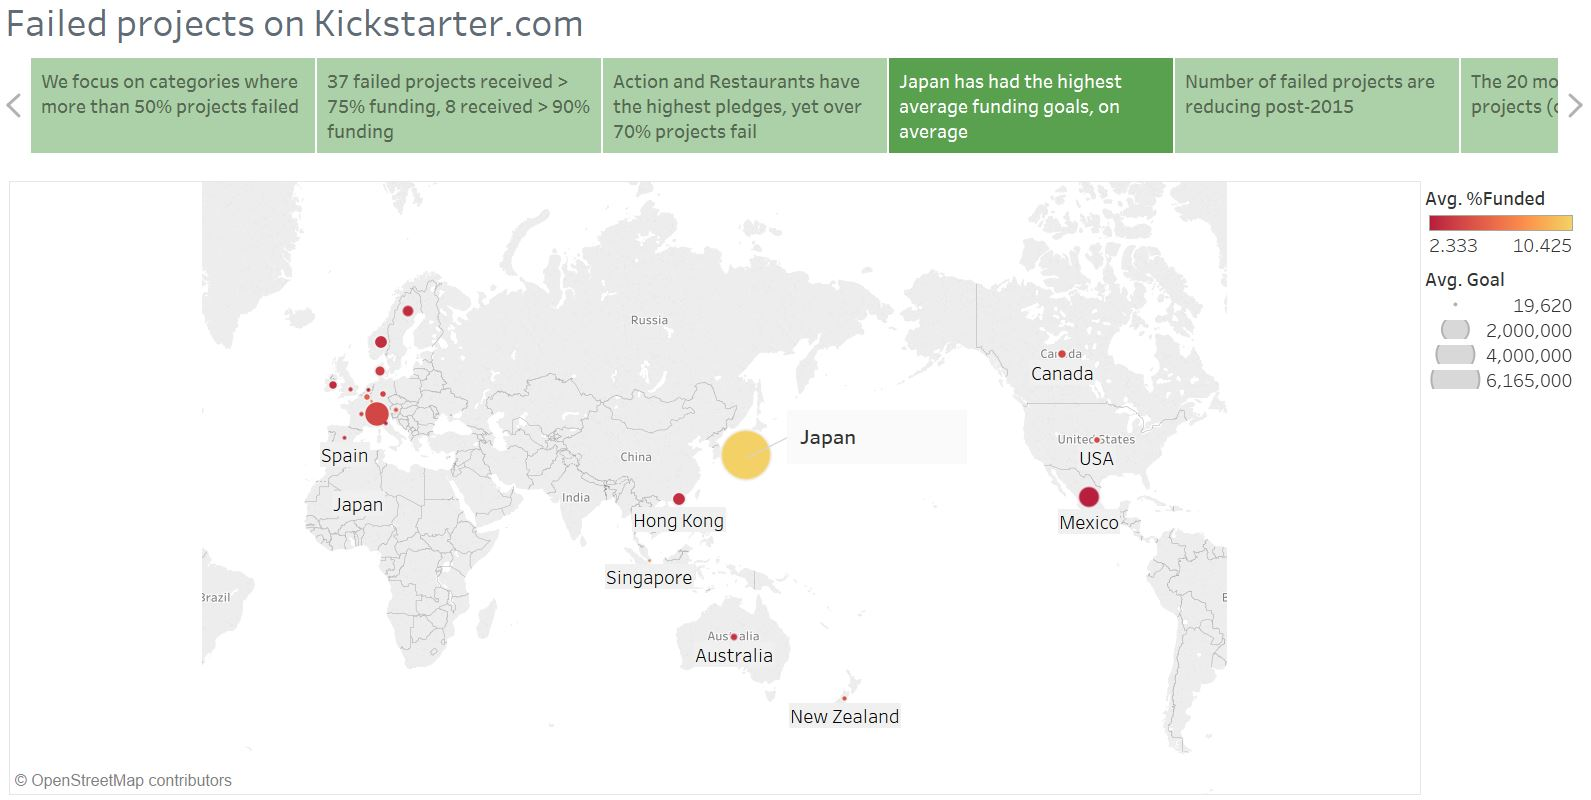 Failed projects on Kickstarter.com
We focus on categories where
more than 50% projects failed
37 failed projects received >
75% funding, 8 received > 90%
funding
Action and Restaurants have
the highest pledges, yet over
70% projects fail
Japan has had the highest
average funding goals, on
average
Number of failed projects are
reducing post-2015
The 20 mo
projects (
Avg. %Funded
2.333 10.425
Avg. Goal
19,620
2,000,000
4,000,000
6,165,000
Russia
Canada
United States
USA
Japan
China
Spain
Japan
India
Hong Kong
Mexico
Singapore
Brazil
Australia
Australia
New Zealand
© OpenStreetMap contributors